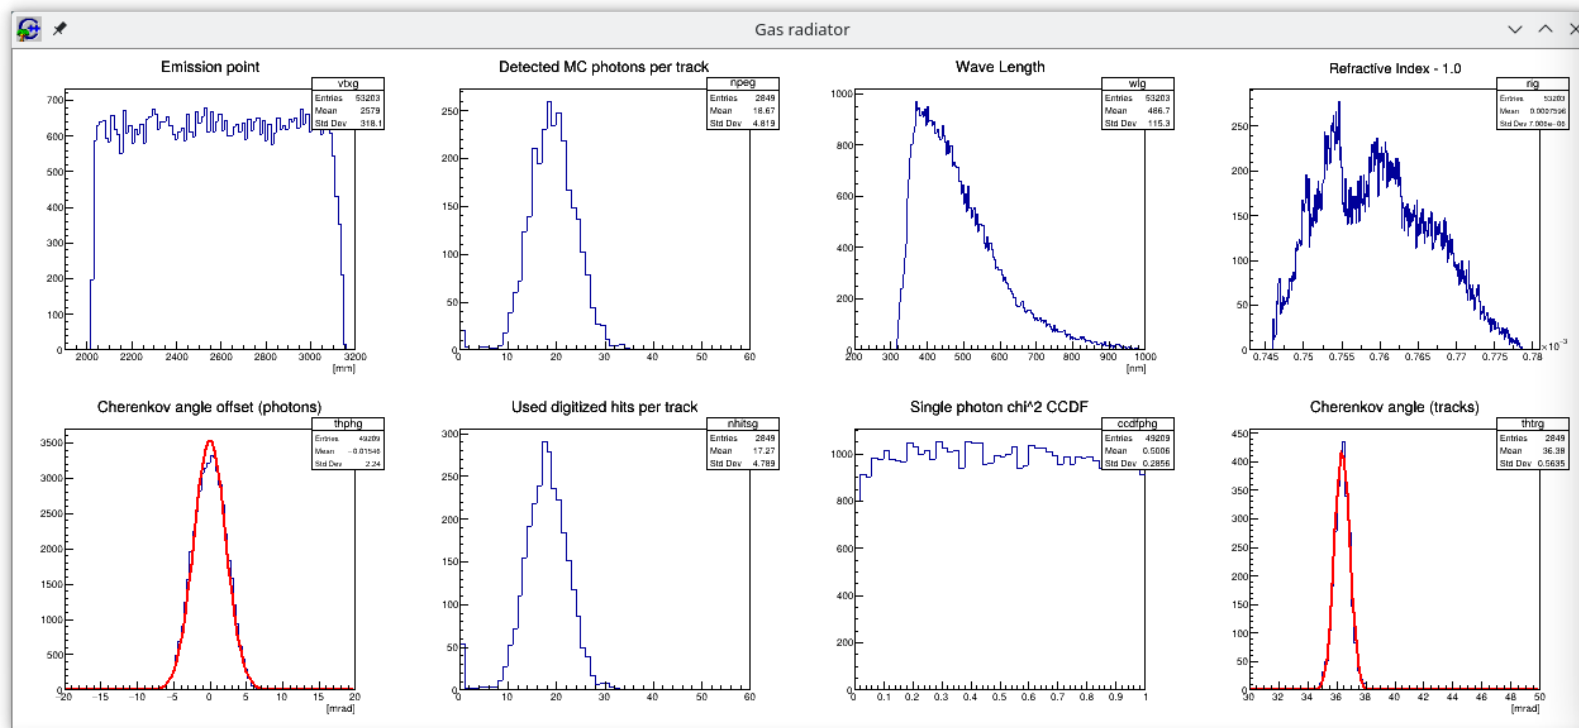 Gas radiator
Emission point
vtxg
Entries 53203
Mean 2579
Std Dev 318.1
700
600
500
400
300
200
100
0
2000 2200 2400 2600 2800 3000 3200
[mm]
Detected MC photons per track
npeg
Entries 2849
Mean 18.67
Std Dev 4.819
250
200
150
100
50
0
0 10 20 30 40 50 60
Wave Length
wlg
Entries 53203
Mean 486.7
Std Dev 115.3
1000
800
600
400
200
0
200 300 400 500 600 700 800 900 1000
[nm]
Refractive Index - 1.0
rig
Entries 53203
Mean 0.0007596
Std Dev 7.005e-06
250
200
150
100
50
0
0.745 0.75 0.755 0.76 0.765 0.77 0.775 0.78
×10⁻³
Cherenkov angle offset (photons)
thphg
Entries 49209
Mean -0.01546
Std Dev 2.24
3500
3000
2500
2000
1500
1000
500
0
−20 −15 −10 −5 0 5 10 15 20
[mrad]
Used digitized hits per track
nhitsg
Entries 2849
Mean 17.27
Std Dev 4.789
300
250
200
150
100
50
0
0 10 20 30 40 50 60
Single photon chi^2 CCDF
ccdfphg
Entries 49209
Mean 0.5006
Std Dev 0.2856
1000
800
600
400
200
0
0 0.1 0.2 0.3 0.4 0.5 0.6 0.7 0.8 0.9 1
Cherenkov angle (tracks)
thtrg
Entries 2849
Mean 36.38
Std Dev 0.5635
450
400
350
300
250
200
150
100
50
0
30 32 34 36 38 40 42 44 46 48 50
[mrad]